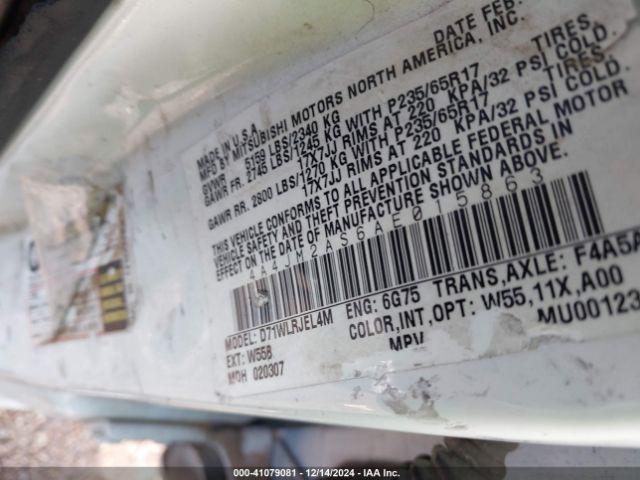 MADE IN U.S.A. DATE FEB.
MFG BY MITSUBISHI MOTORS NORTH AMERICA, INC.
GVWR 5159 LBS/2340 KG
GAWR FR. 2745 LBS/1245 KG WITH P235/65R17 TIRES,
17X7JJ RIMS AT 220 KPA/32 PSI COLD.
GAWR RR. 2800 LBS/1270 KG WITH P235/65R17 TIRES,
17X7JJ RIMS AT 220 KPA/32 PSI COLD.
THIS VEHICLE CONFORMS TO ALL APPLICABLE FEDERAL MOTOR
VEHICLE SAFETY AND THEFT PREVENTION STANDARDS IN
EFFECT ON THE DATE OF MANUFACTURE SHOWN ABOVE.
4A4JM2AS6AE015863
MODEL: D71WLRJEL4M ENG: 6G75 TRANS,AXLE: F4A5A
EXT: W55B COLOR,INT,OPT: W55,11X,A00
MDH 020307 MPV MU00123
000-41079081 - 12/14/2024 - IAA Inc.